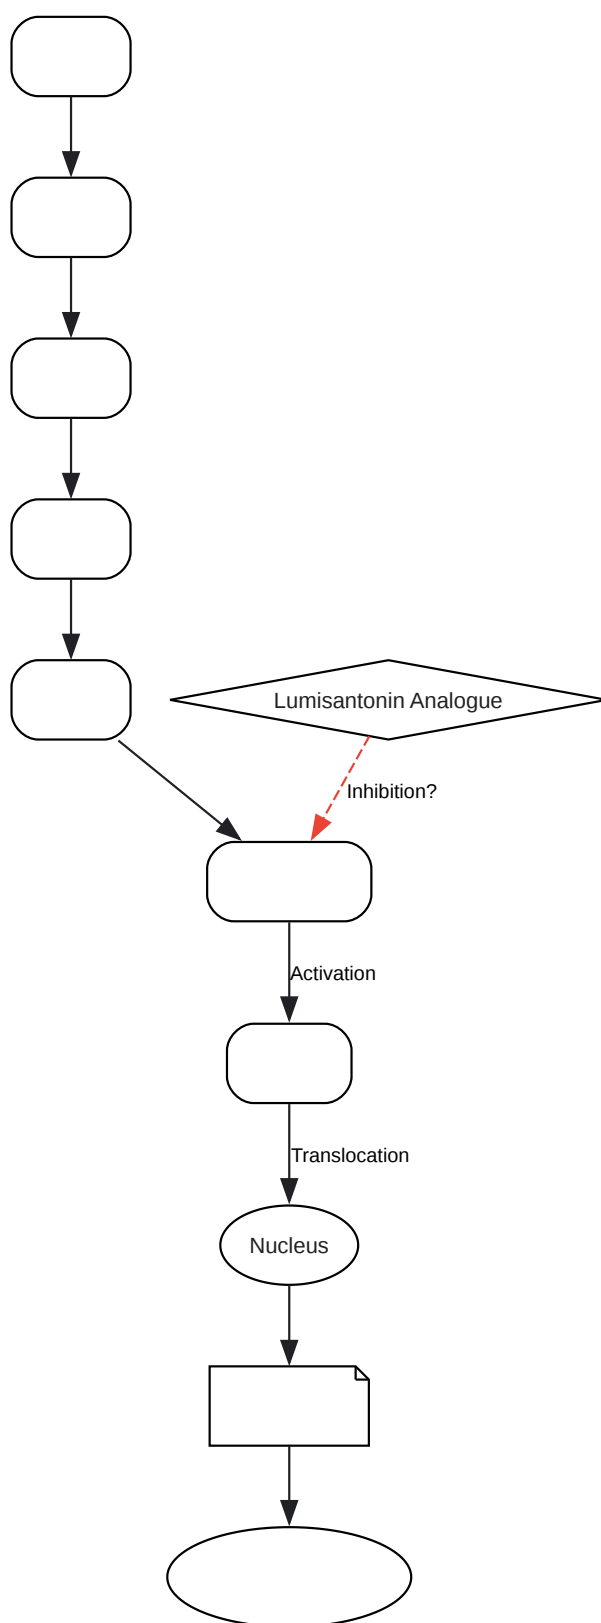 Lumisantonin Analogue
Inhibition?
Activation
Translocation
Nucleus